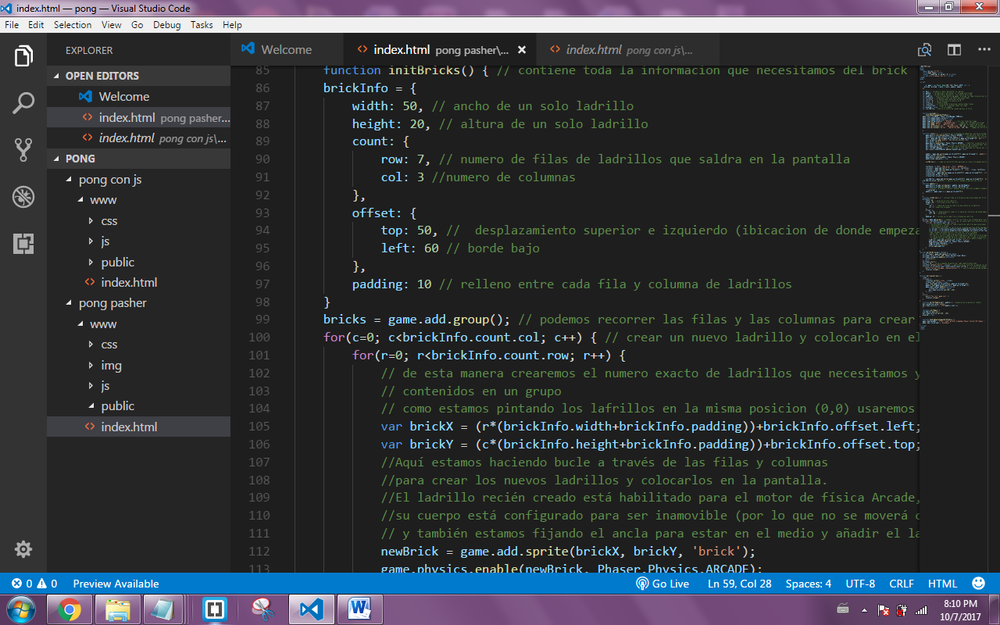 index.html — pong — Visual Studio Code
File Edit Selection View Go Debug Tasks Help
EXPLORER
OPEN EDITORS
Welcome
index.html pong pasher...
index.html pong con js\...
PONG
pong con js
www
css
js
public
index.html
pong pasher
www
css
img
js
public
index.html
Welcome
index.html pong pasher\...
index.html pong con js\...
85 function initBricks() { // contiene toda la informacion que necesitamos del brick
86 brickInfo = {
87 width: 50, // ancho de un solo ladrillo
88 height: 20, // altura de un solo ladrillo
89 count: {
90 row: 7, // numero de filas de ladrillos que saldra en la pantalla
91 col: 3 //numero de columnas
92 },
93 offset: {
94 top: 50, //  desplazamiento superior e izquierdo (ibicacion de donde empeza
95 left: 60 // borde bajo
96 },
97 padding: 10 // relleno entre cada fila y columna de ladrillos
98 }
99 bricks = game.add.group(); // podemos recorrer las filas y las columnas para crear
100 for(c=0; c<brickInfo.count.col; c++) { // crear un nuevo ladrillo y colocarlo en el
101 for(r=0; r<brickInfo.count.row; r++) {
102 // de esta manera crearemos el numero exacto de ladrillos que necesitamos y
103 // contenidos en un grupo
104 // como estamos pintando los lafrillos en la misma posicion (0,0) usaremos
105 var brickX = (r*(brickInfo.width+brickInfo.padding))+brickInfo.offset.left;
106 var brickY = (c*(brickInfo.height+brickInfo.padding))+brickInfo.offset.top;
107 //Aquí estamos haciendo bucle a través de las filas y columnas
108 //para crear los nuevos ladrillos y colocarlos en la pantalla.
109 //El ladrillo recién creado está habilitado para el motor de física Arcade,
110 //su cuerpo está configurado para ser inamovible (por lo que no se moverá c
111 // y también estamos fijando el ancla para estar en el medio y añadir el la
112 newBrick = game.add.sprite(brickX, brickY, 'brick');
113 game.physics.enable(newBrick, Phaser.Physics.ARCADE);
0 0 Preview Available Go Live Ln 59, Col 28 Spaces: 4 UTF-8 CRLF HTML
8:10 PM
10/7/2017